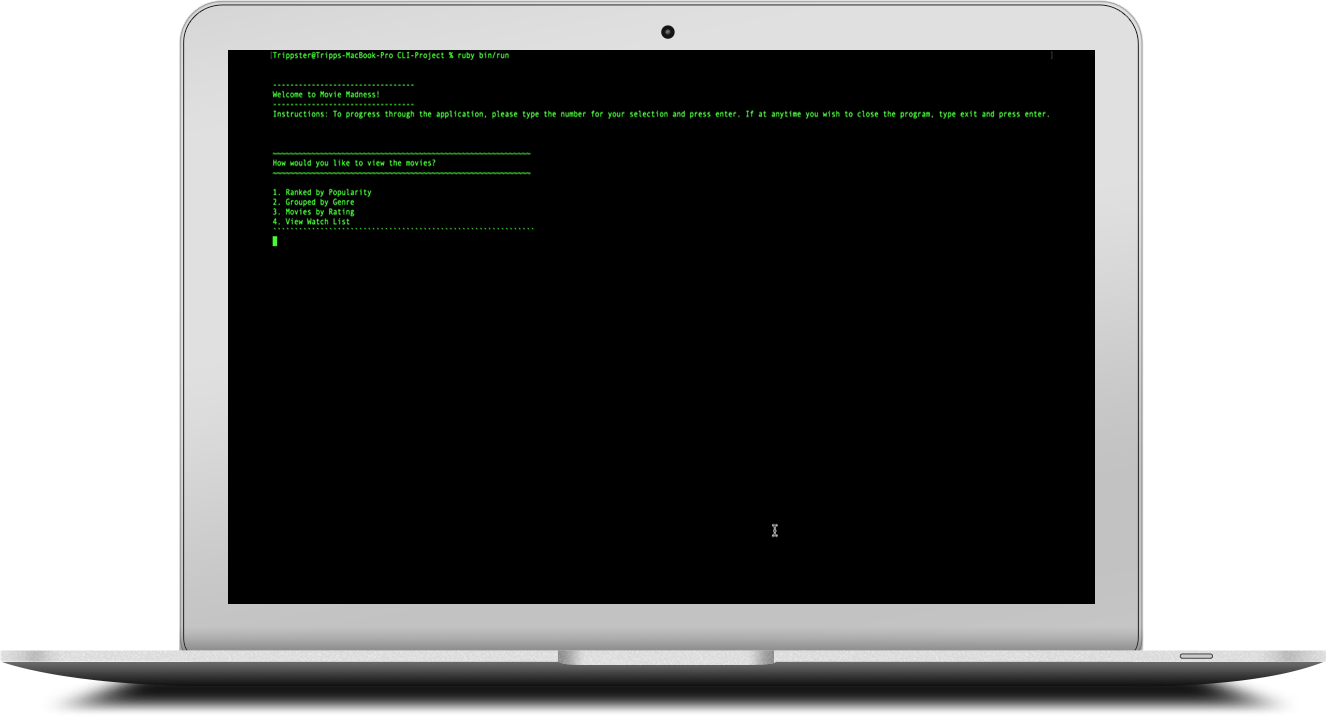 Trippster@Tripps-MacBook-Pro CLI-Project % ruby bin/run
---------------------------------
Welcome to Movie Madness!
---------------------------------
Instructions: To progress through the application, please type the number for your selection and press enter. If at anytime you wish to close the program, type exit and press enter.
~~~~~~~~~~~~~~~~~~~~~~~~~~~~~~~~~~~~~~~~~~~~~~~~~~~~~~~~~~~~
How would you like to view the movies?
~~~~~~~~~~~~~~~~~~~~~~~~~~~~~~~~~~~~~~~~~~~~~~~~~~~~~~~~~~~~
1. Ranked by Popularity
2. Grouped by Genre
3. Movies by Rating
4. View Watch List